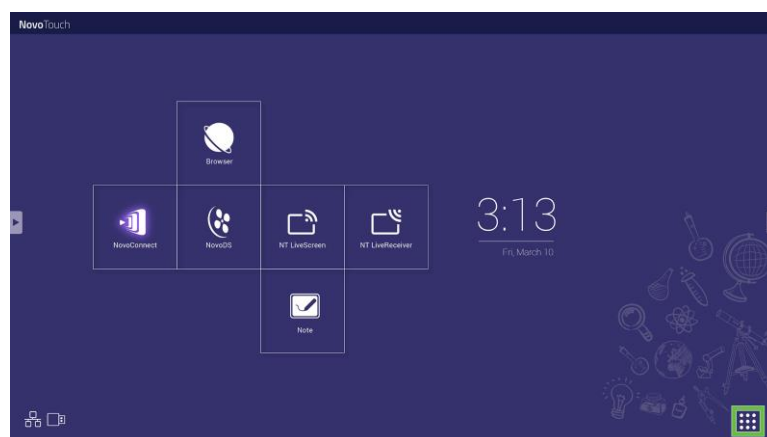 NovoTouch
Browser
NovoConnect
NovoDS
NT LiveScreen
NT LiveReceiver
3:13
Fri, March 10
Note